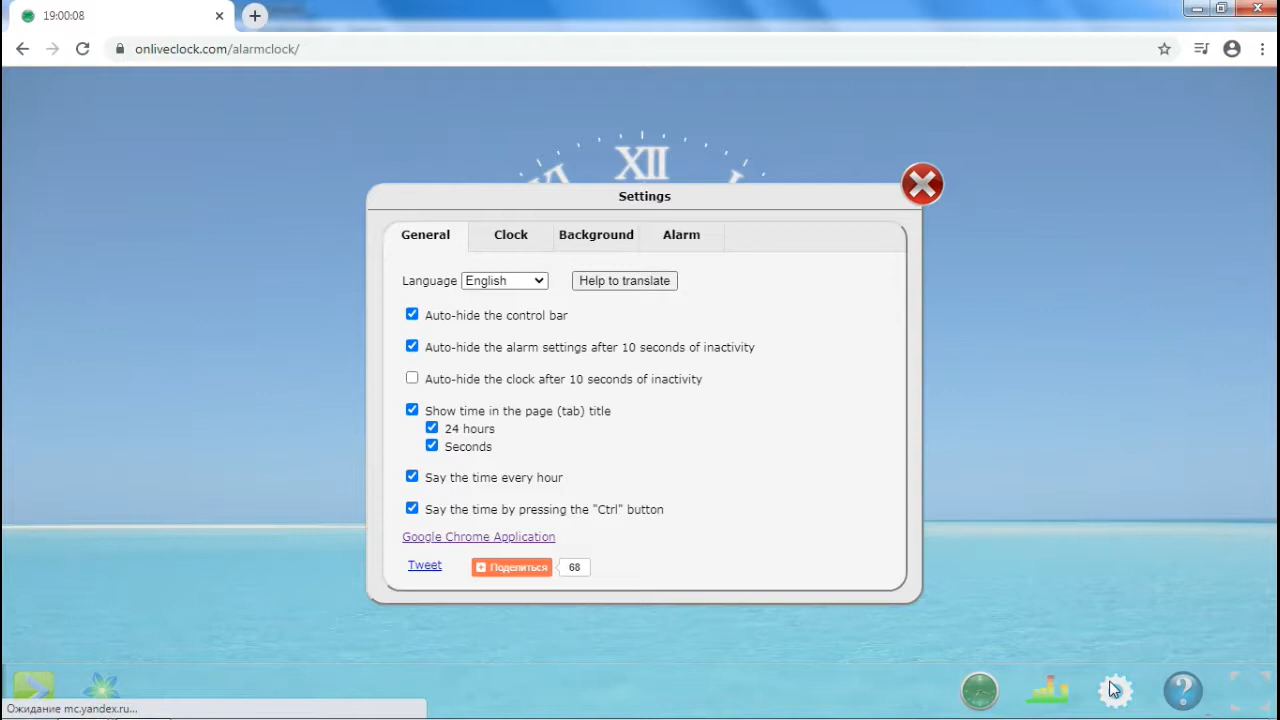 19:00:08
onliveclock.com/alarmclock/
XII
Settings
General Clock Background Alarm
Language English Help to translate
Auto-hide the control bar
Auto-hide the alarm settings after 10 seconds of inactivity
Auto-hide the clock after 10 seconds of inactivity
Show time in the page (tab) title
24 hours
Seconds
Say the time every hour
Say the time by pressing the "Ctrl" button
Google Chrome Application
Tweet Поделиться 68
?
Ожидание mc.yandex.ru...